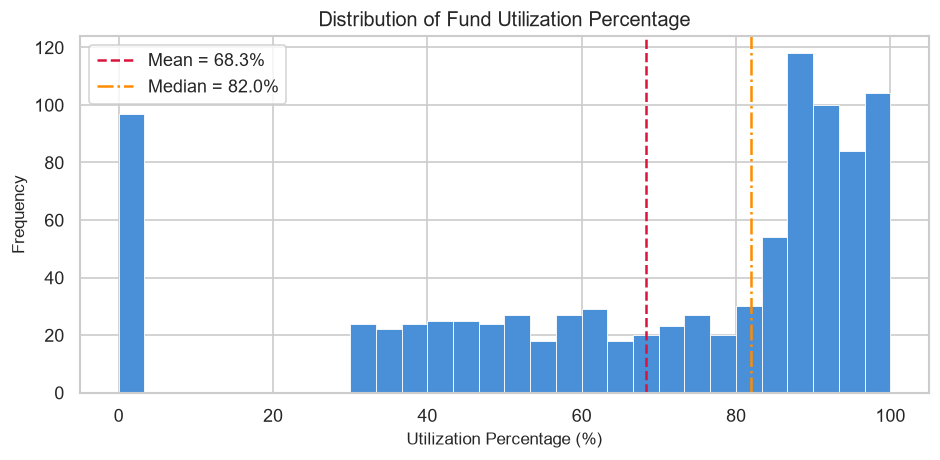 Distribution of Fund Utilization Percentage
Mean = 68.3%
Median = 82.0%
120
100
80
60
40
20
0
Frequency
0 20 40 60 80 100
Utilization Percentage (%)